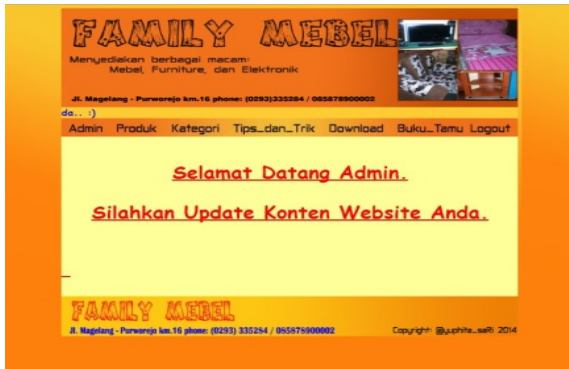 FAMILY MEBEL
Menyediakan berbagai macam:
Mebel, Furniture, dan Elektronik
Jl. Magelang - Purworejo km.16 phone: (0293)335284 / 085878900002
da.. :)
Admin Produk Kategori Tips_dan_Trik Download Buku_Tamu Logout
Selamat Datang Admin.
Silahkan Update Konten Website Anda.
FAMILY MEBEL
Jl. Magelang - Purworejo km.16 phone: (0293) 335284 / 085878900002
Copyright @yuphita_saRi 2014